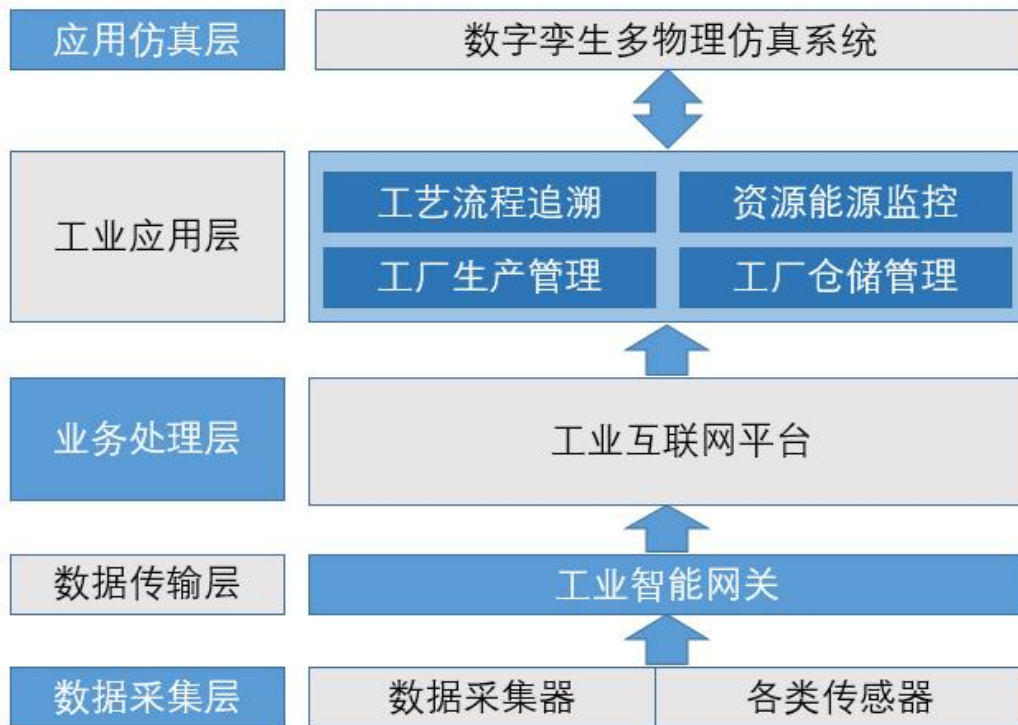 应用仿真层
数字孪生多物理仿真系统
工业应用层
工艺流程追溯
资源能源监控
工厂生产管理
工厂仓储管理
业务处理层
工业互联网平台
数据传输层
工业智能网关
数据采集层
数据采集器
各类传感器